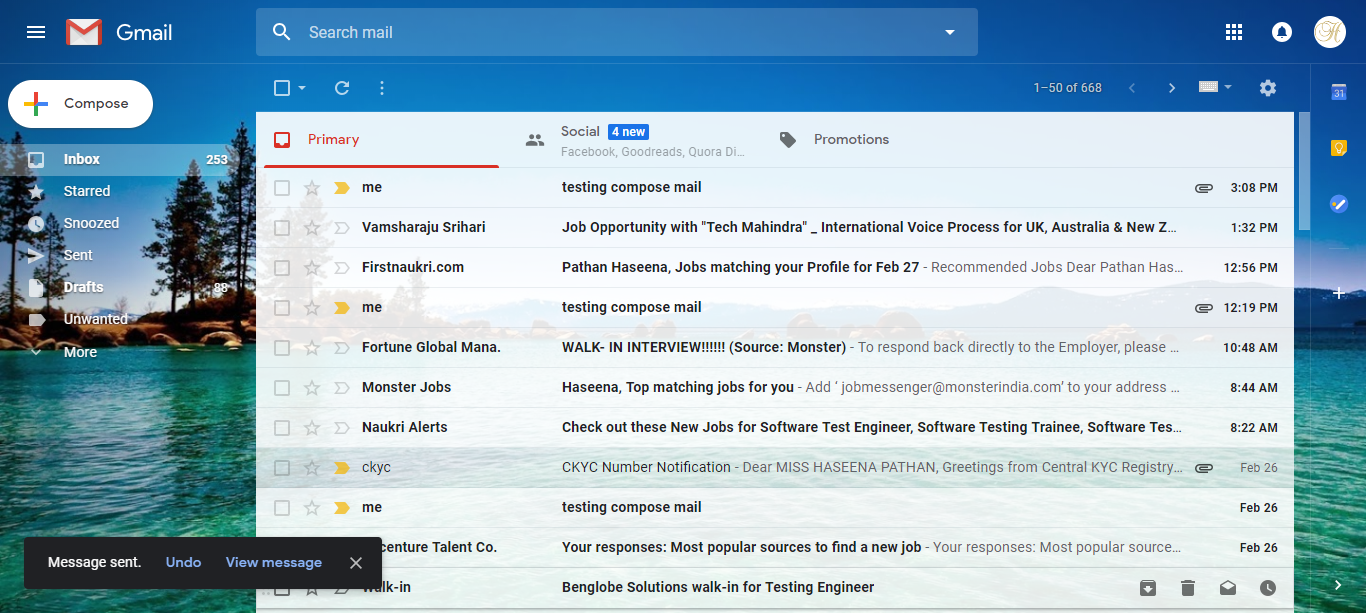 Gmail
Search mail
Compose
1–50 of 668
31
Inbox 253
Starred
Snoozed
Sent
Drafts 88
Unwanted
More
Primary
Social 4 new
Facebook, Goodreads, Quora Di...
Promotions
me testing compose mail 3:08 PM
Vamsharaju Srihari Job Opportunity with "Tech Mahindra" _ International Voice Process for UK, Australia & New Z... 1:32 PM
Firstnaukri.com Pathan Haseena, Jobs matching your Profile for Feb 27 - Recommended Jobs Dear Pathan Has... 12:56 PM
me testing compose mail 12:19 PM
Fortune Global Mana. WALK- IN INTERVIEW!!!!!! (Source: Monster) - To respond back directly to the Employer, please ... 10:48 AM
Monster Jobs Haseena, Top matching jobs for you - Add ‘ jobmessenger@monsterindia.com’ to your address ... 8:44 AM
Naukri Alerts Check out these New Jobs for Software Test Engineer, Software Testing Trainee, Software Tes... 8:22 AM
ckyc CKYC Number Notification - Dear MISS HASEENA PATHAN, Greetings from Central KYC Registry... Feb 26
me testing compose mail Feb 26
centure Talent Co. Your responses: Most popular sources to find a new job - Your responses: Most popular source... Feb 26
walk-in Benglobe Solutions walk-in for Testing Engineer
Message sent. Undo View message